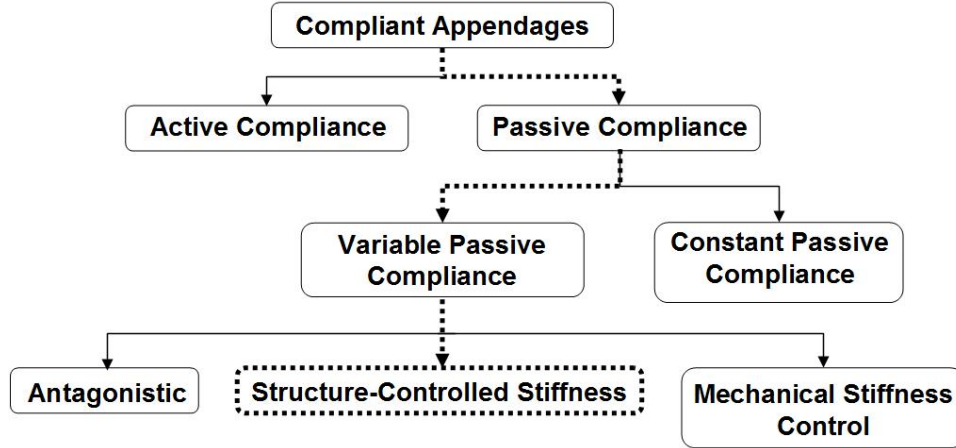 Compliant Appendages
Active Compliance
Passive Compliance
Variable Passive
Compliance
Constant Passive
Compliance
Antagonistic
Structure-Controlled Stiffness
Mechanical Stiffness
Control